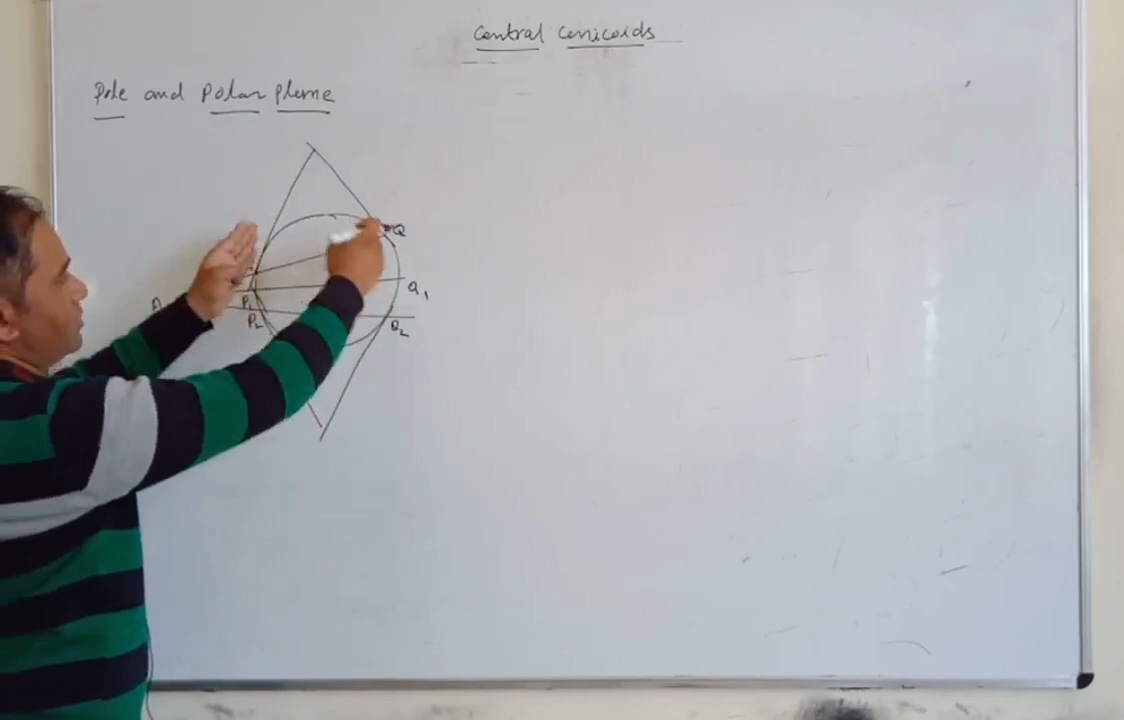 Central Conicoids
Pole and Polar Plane
Q
A
P1 Q1
P2 Q2